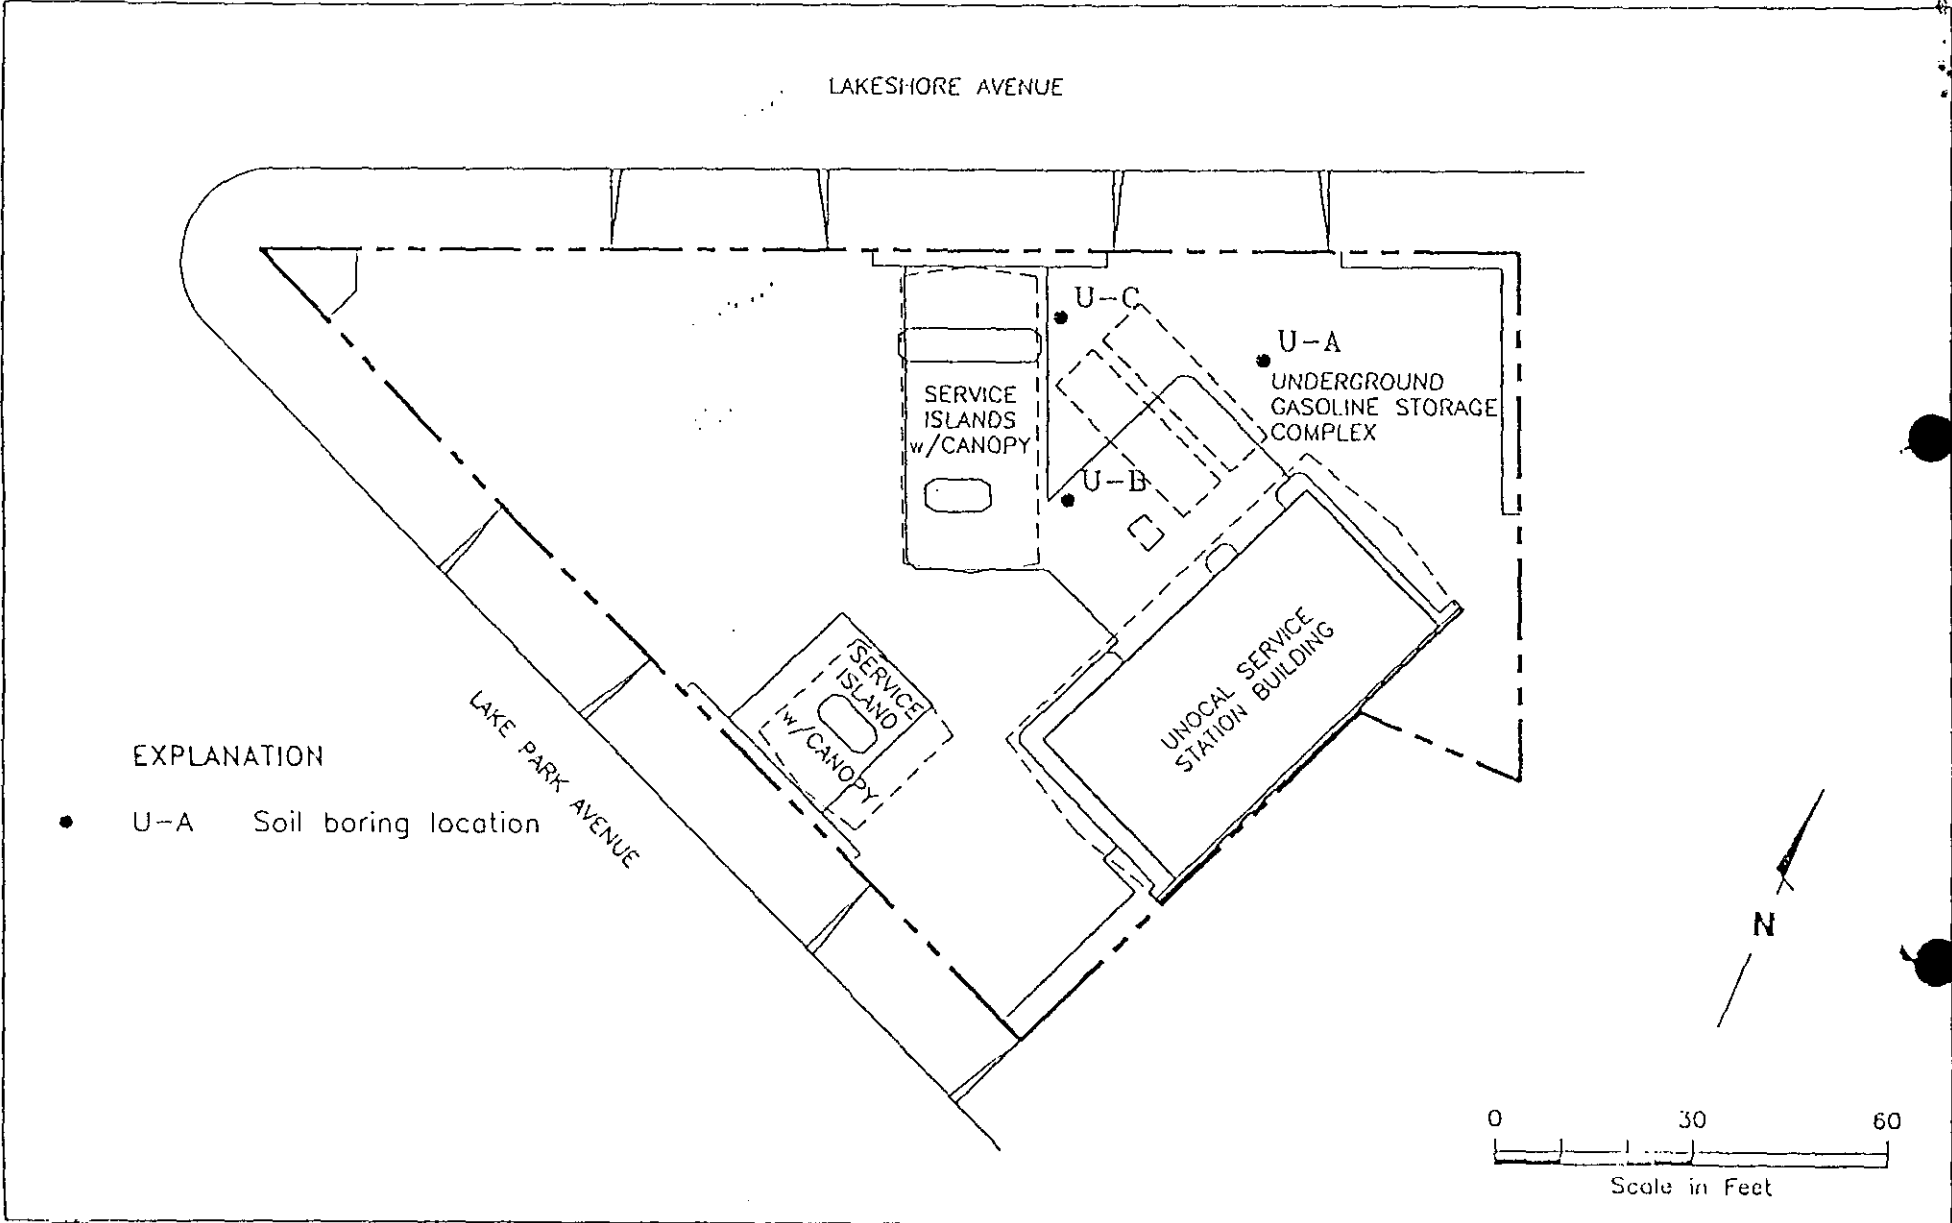 LAKESHORE AVENUE
U-C
U-A
UNDERGROUND
GASOLINE STORAGE
COMPLEX
SERVICE
ISLANDS
w/CANOPY
U-B
UNOCAL SERVICE
STATION BUILDING
SERVICE
ISLAND
w/CANOPY
LAKE PARK AVENUE
EXPLANATION
U-A Soil boring location
N
0 30 60
Scale in Feet